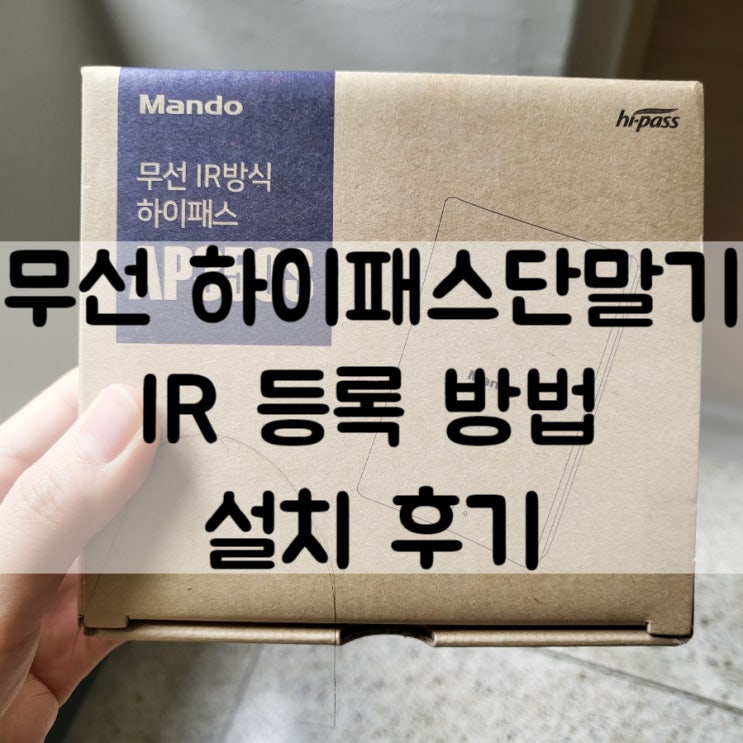 Mando
hi-pass
무선 IR방식
하이패스
무선 하이패스단말기
IR 등록 방법
설치 후기